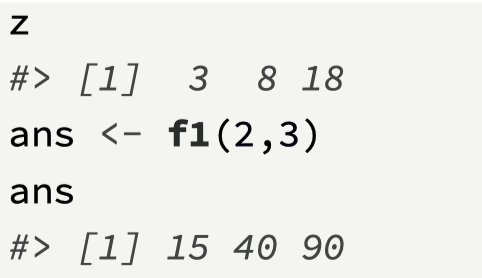 z
#> [1]  3  8 18
ans <- f1(2,3)
ans
#> [1] 15 40 90